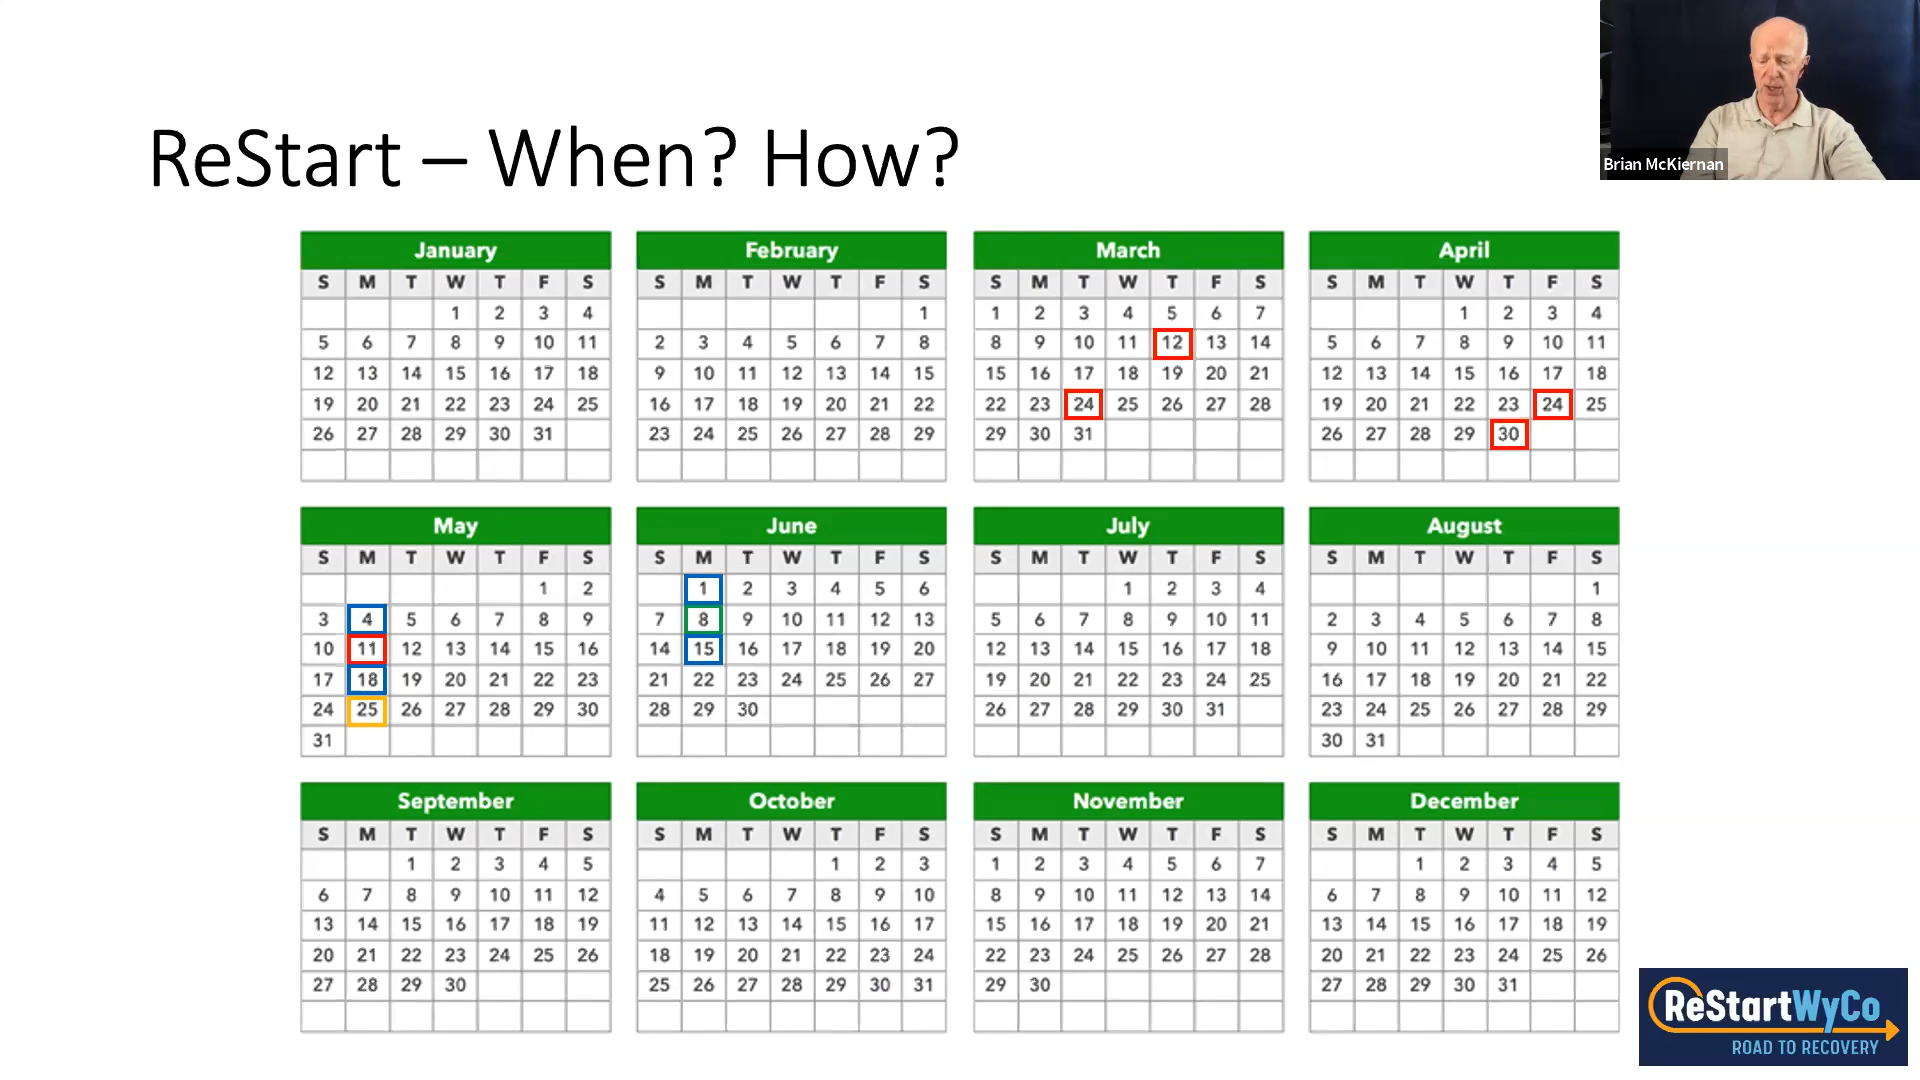 Brian McKiernan
ReStart – When? How?
January
S M T W T F S
1 2 3 4
5 6 7 8 9 10 11
12 13 14 15 16 17 18
19 20 21 22 23 24 25
26 27 28 29 30 31
February
S M T W T F S
1
2 3 4 5 6 7 8
9 10 11 12 13 14 15
16 17 18 19 20 21 22
23 24 25 26 27 28 29
March
S M T W T F S
1 2 3 4 5 6 7
8 9 10 11 12 13 14
15 16 17 18 19 20 21
22 23 24 25 26 27 28
29 30 31
April
S M T W T F S
1 2 3 4
5 6 7 8 9 10 11
12 13 14 15 16 17 18
19 20 21 22 23 24 25
26 27 28 29 30
May
S M T W T F S
1 2
3 4 5 6 7 8 9
10 11 12 13 14 15 16
17 18 19 20 21 22 23
24 25 26 27 28 29 30
31
June
S M T W T F S
1 2 3 4 5 6
7 8 9 10 11 12 13
14 15 16 17 18 19 20
21 22 23 24 25 26 27
28 29 30
July
S M T W T F S
1 2 3 4
5 6 7 8 9 10 11
12 13 14 15 16 17 18
19 20 21 22 23 24 25
26 27 28 29 30 31
August
S M T W T F S
1
2 3 4 5 6 7 8
9 10 11 12 13 14 15
16 17 18 19 20 21 22
23 24 25 26 27 28 29
30 31
September
S M T W T F S
1 2 3 4 5
6 7 8 9 10 11 12
13 14 15 16 17 18 19
20 21 22 23 24 25 26
27 28 29 30
October
S M T W T F S
1 2 3
4 5 6 7 8 9 10
11 12 13 14 15 16 17
18 19 20 21 22 23 24
25 26 27 28 29 30 31
November
S M T W T F S
1 2 3 4 5 6 7
8 9 10 11 12 13 14
15 16 17 18 19 20 21
22 23 24 25 26 27 28
29 30
December
S M T W T F S
1 2 3 4 5
6 7 8 9 10 11 12
13 14 15 16 17 18 19
20 21 22 23 24 25 26
27 28 29 30 31
ReStartWyCo
ROAD TO RECOVERY